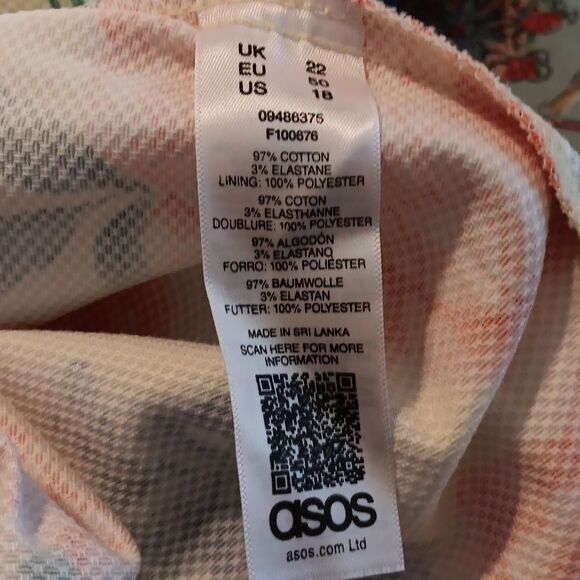 UK 22
EU 50
US 18
09486375
F100676
97% COTTON
3% ELASTANE
LINING: 100% POLYESTER
97% COTON
3% ELASTHANNE
DOUBLURE: 100% POLYESTER
97% ALGODÓN
3% ELASTANO
FORRO: 100% POLIÉSTER
97% BAUMWOLLE
3% ELASTAN
FUTTER: 100% POLYESTER
MADE IN SRI LANKA
SCAN HERE FOR MORE
INFORMATION
asos
asos.com Ltd